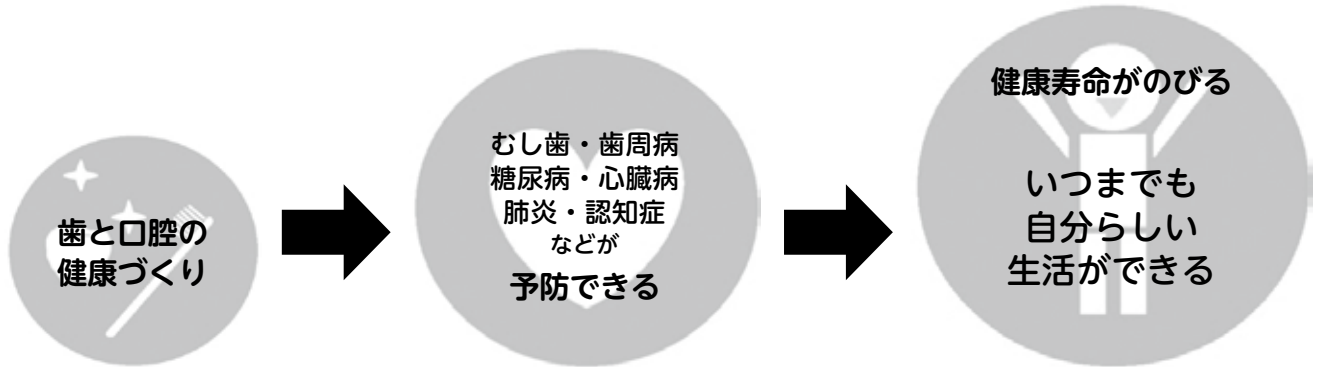 歯と口腔の
健康づくり
むし歯・歯周病
糖尿病・心臓病
肺炎・認知症
などが
予防できる
健康寿命がのびる
いつまでも
自分らしい
生活ができる